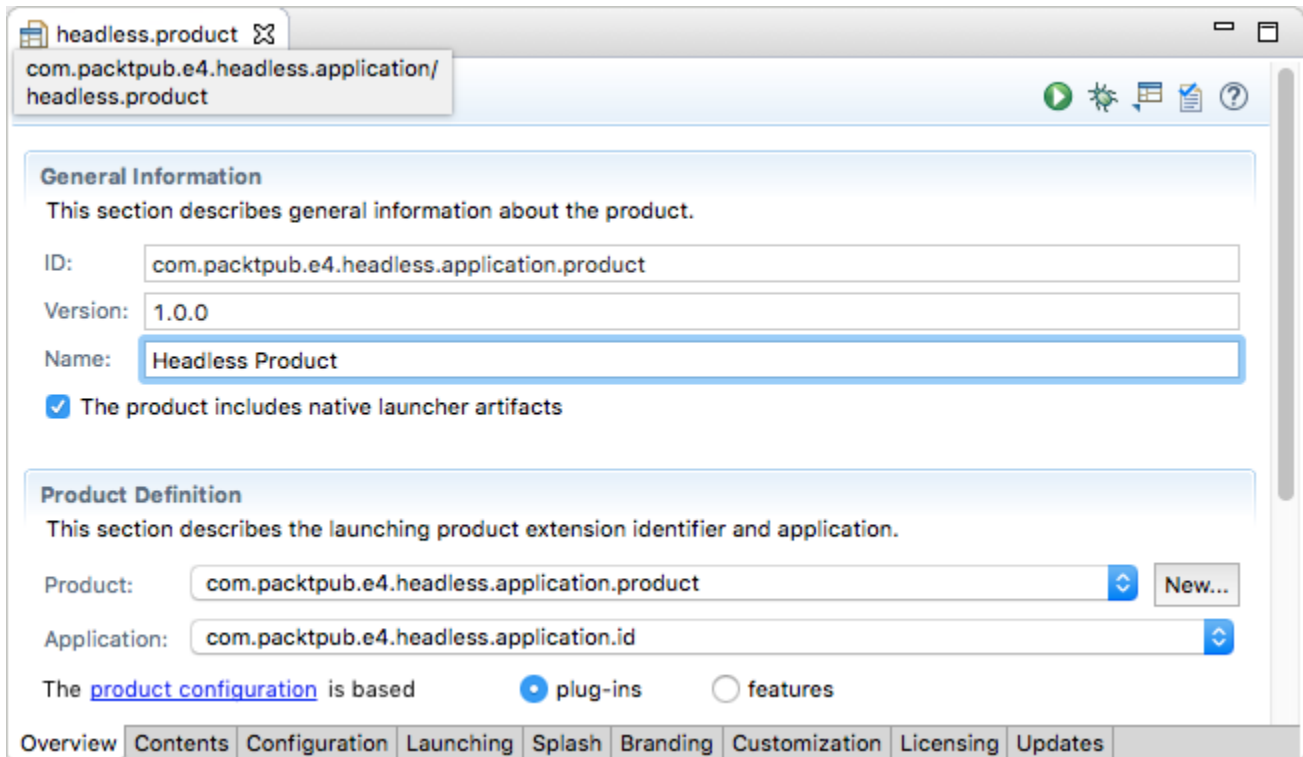 headless.product
com.packtpub.e4.headless.application/
headless.product
General Information
This section describes general information about the product.
ID: com.packtpub.e4.headless.application.product
Version: 1.0.0
Name: Headless Product
The product includes native launcher artifacts
Product Definition
This section describes the launching product extension identifier and application.
Product: com.packtpub.e4.headless.application.product New...
Application: com.packtpub.e4.headless.application.id
The product configuration is based plug-ins features
Overview Contents Configuration Launching Splash Branding Customization Licensing Updates